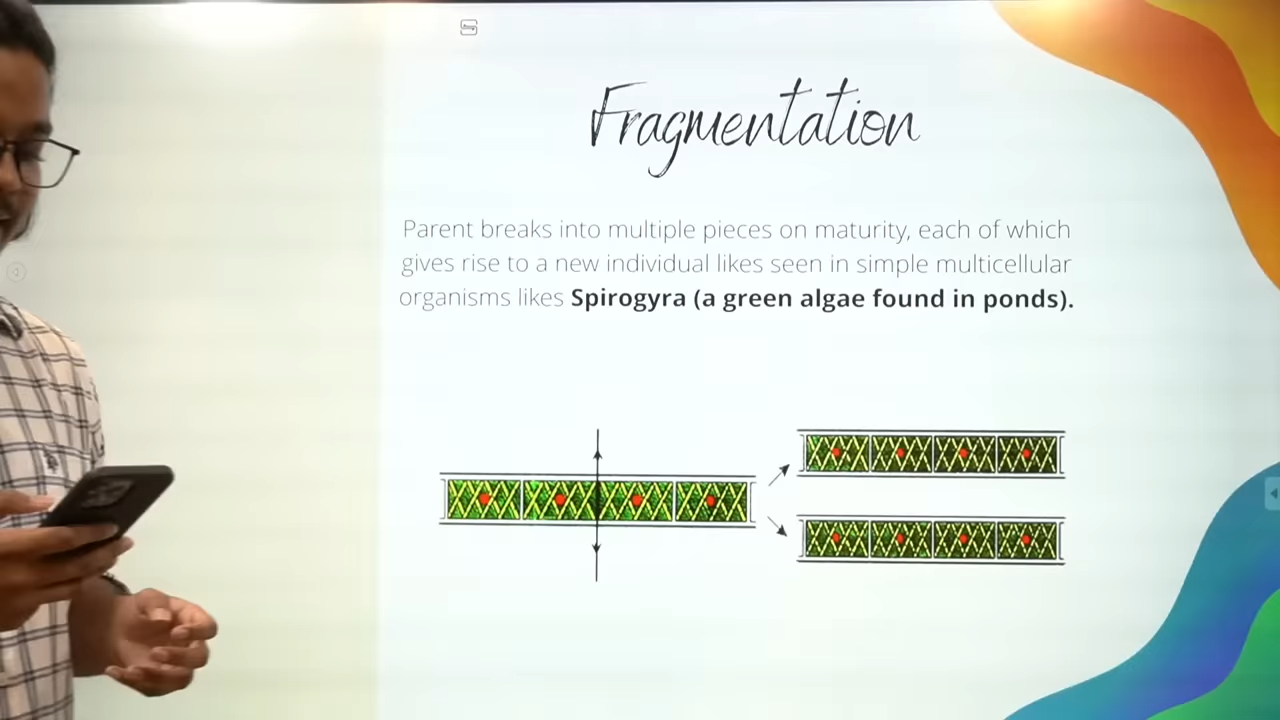 Fragmentation
Parent breaks into multiple pieces on maturity, each of which
gives rise to a new individual likes seen in simple multicellular
organisms likes Spirogyra (a green algae found in ponds).